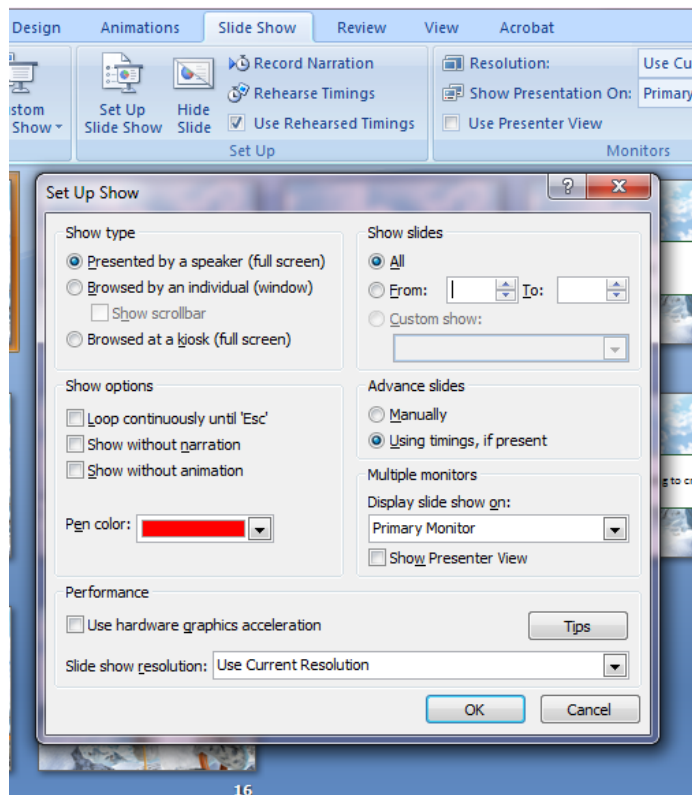 Design Animations Slide Show Review View Acrobat
Record Narration
Rehearse Timings
Use Rehearsed Timings
Set Up
Slide Show
Hide
Slide
Show
Set Up
Resolution:
Show Presentation On:
Primary
Use Presenter View
Monitors
Set Up Show
Show type
Presented by a speaker (full screen)
Browsed by an individual (window)
Show scrollbar
Browsed at a kiosk (full screen)
Show slides
All
From: To:
Custom show:
Show options
Loop continuously until 'Esc'
Show without narration
Show without animation
Pen color:
Advance slides
Manually
Using timings, if present
Multiple monitors
Display slide show on:
Primary Monitor
Show Presenter View
Performance
Use hardware graphics acceleration
Tips
Slide show resolution: Use Current Resolution
OK Cancel
16